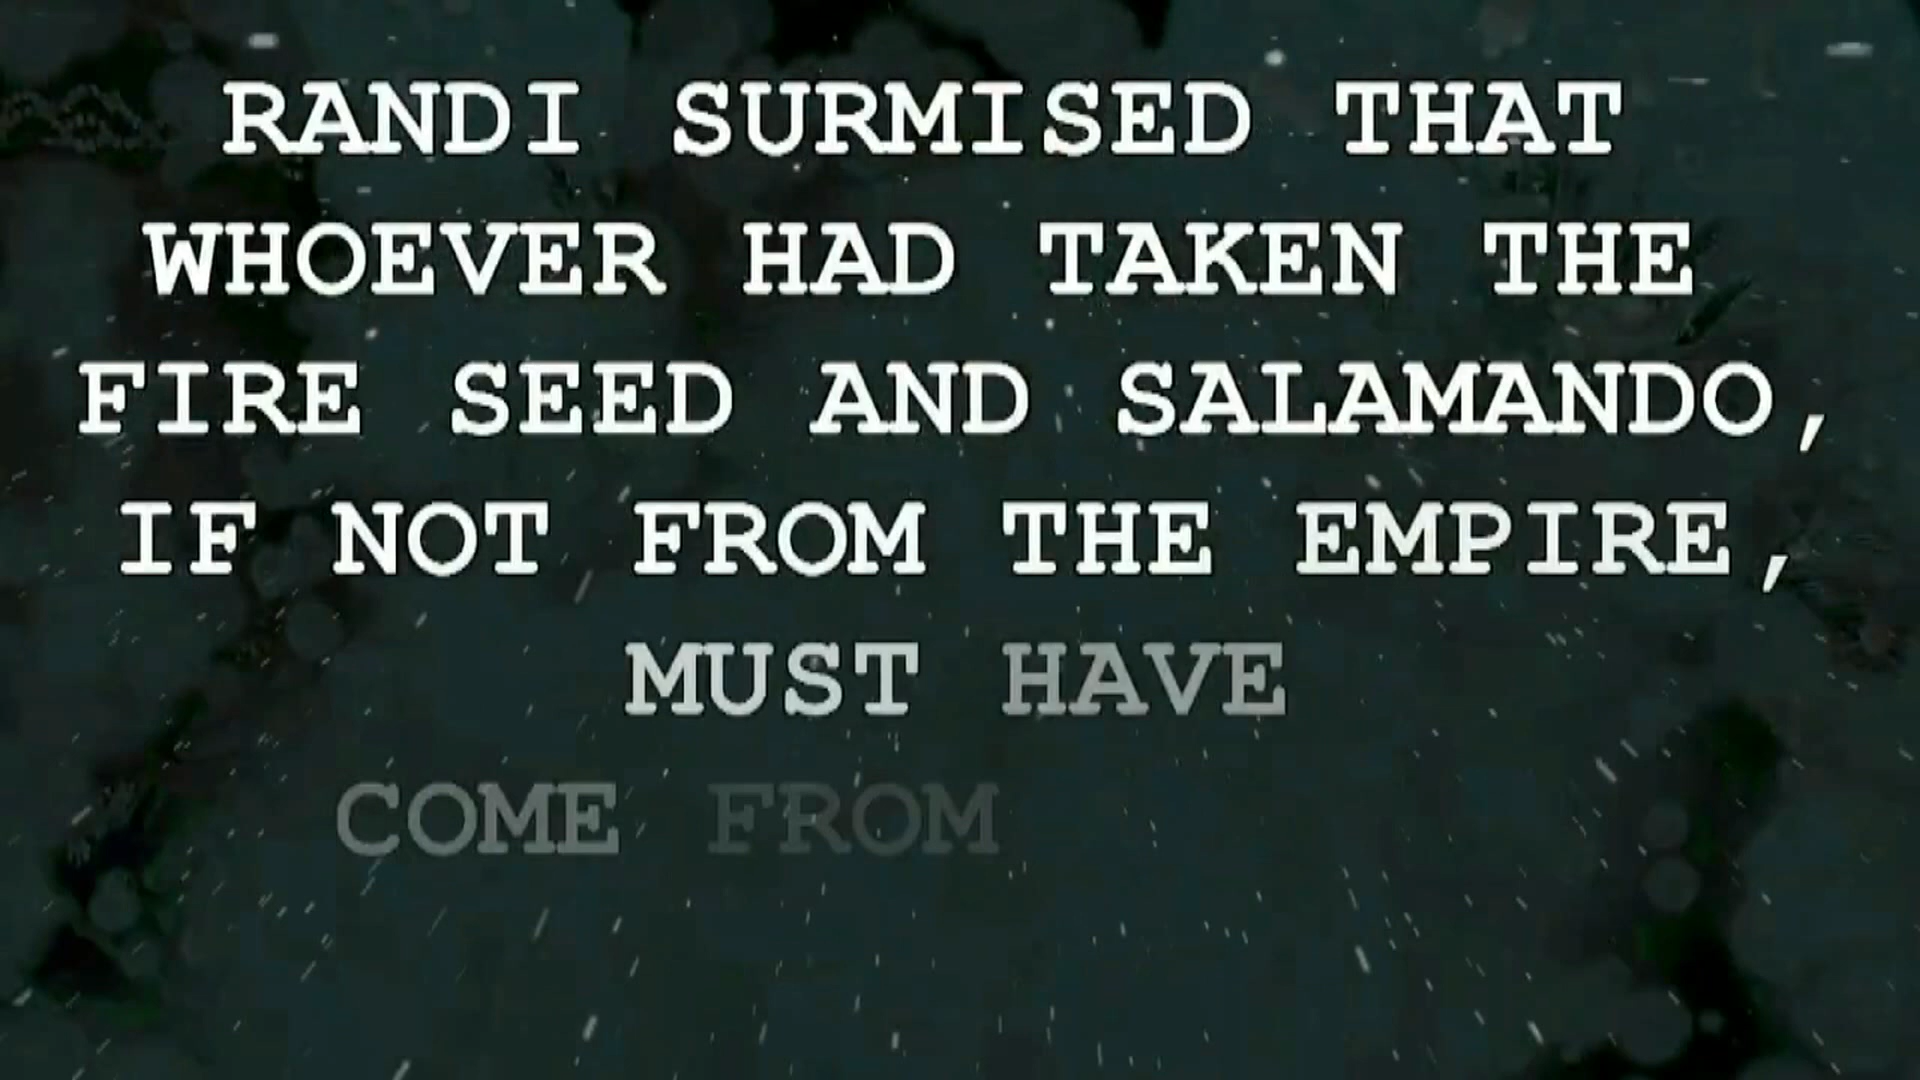 RANDI SURMISED THAT
WHOEVER HAD TAKEN THE
FIRE SEED AND SALAMANDO,
IF NOT FROM THE EMPIRE,
MUST HAVE
COME FROM